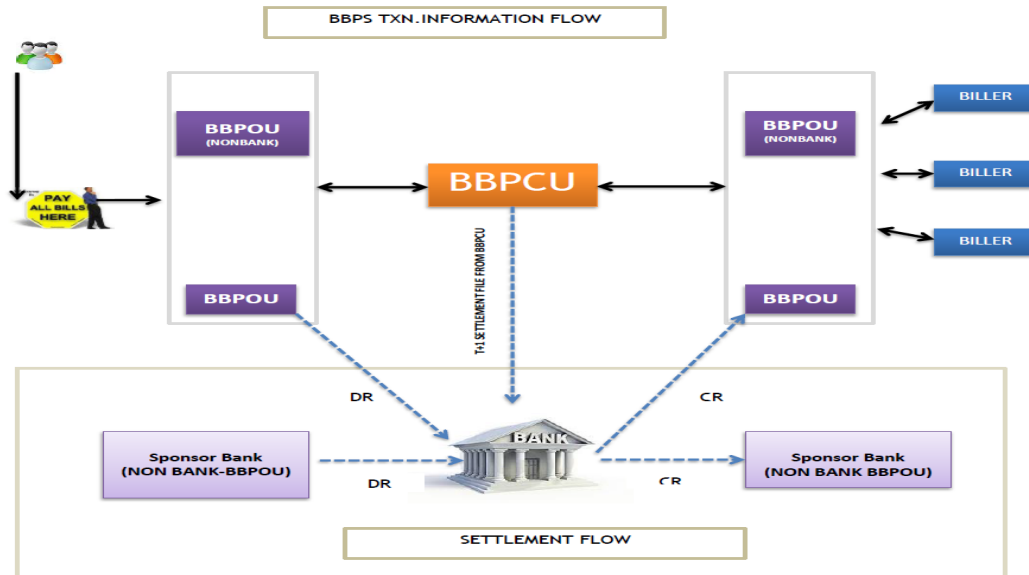 BBPS TXN.INFORMATION FLOW
BBPOU
(NONBANK)
BBPOU
(NONBANK)
BILLER
BILLER
BILLER
BBPCU
PAY
ALL BILLS
HERE
BBPOU
BBPOU
T+1 SETTLEMENT FILE FROM BBPCU
DR
CR
BANK
Sponsor Bank
(NON BANK-BBPOU)
Sponsor Bank
(NON BANK BBPOU)
DR
CR
SETTLEMENT FLOW